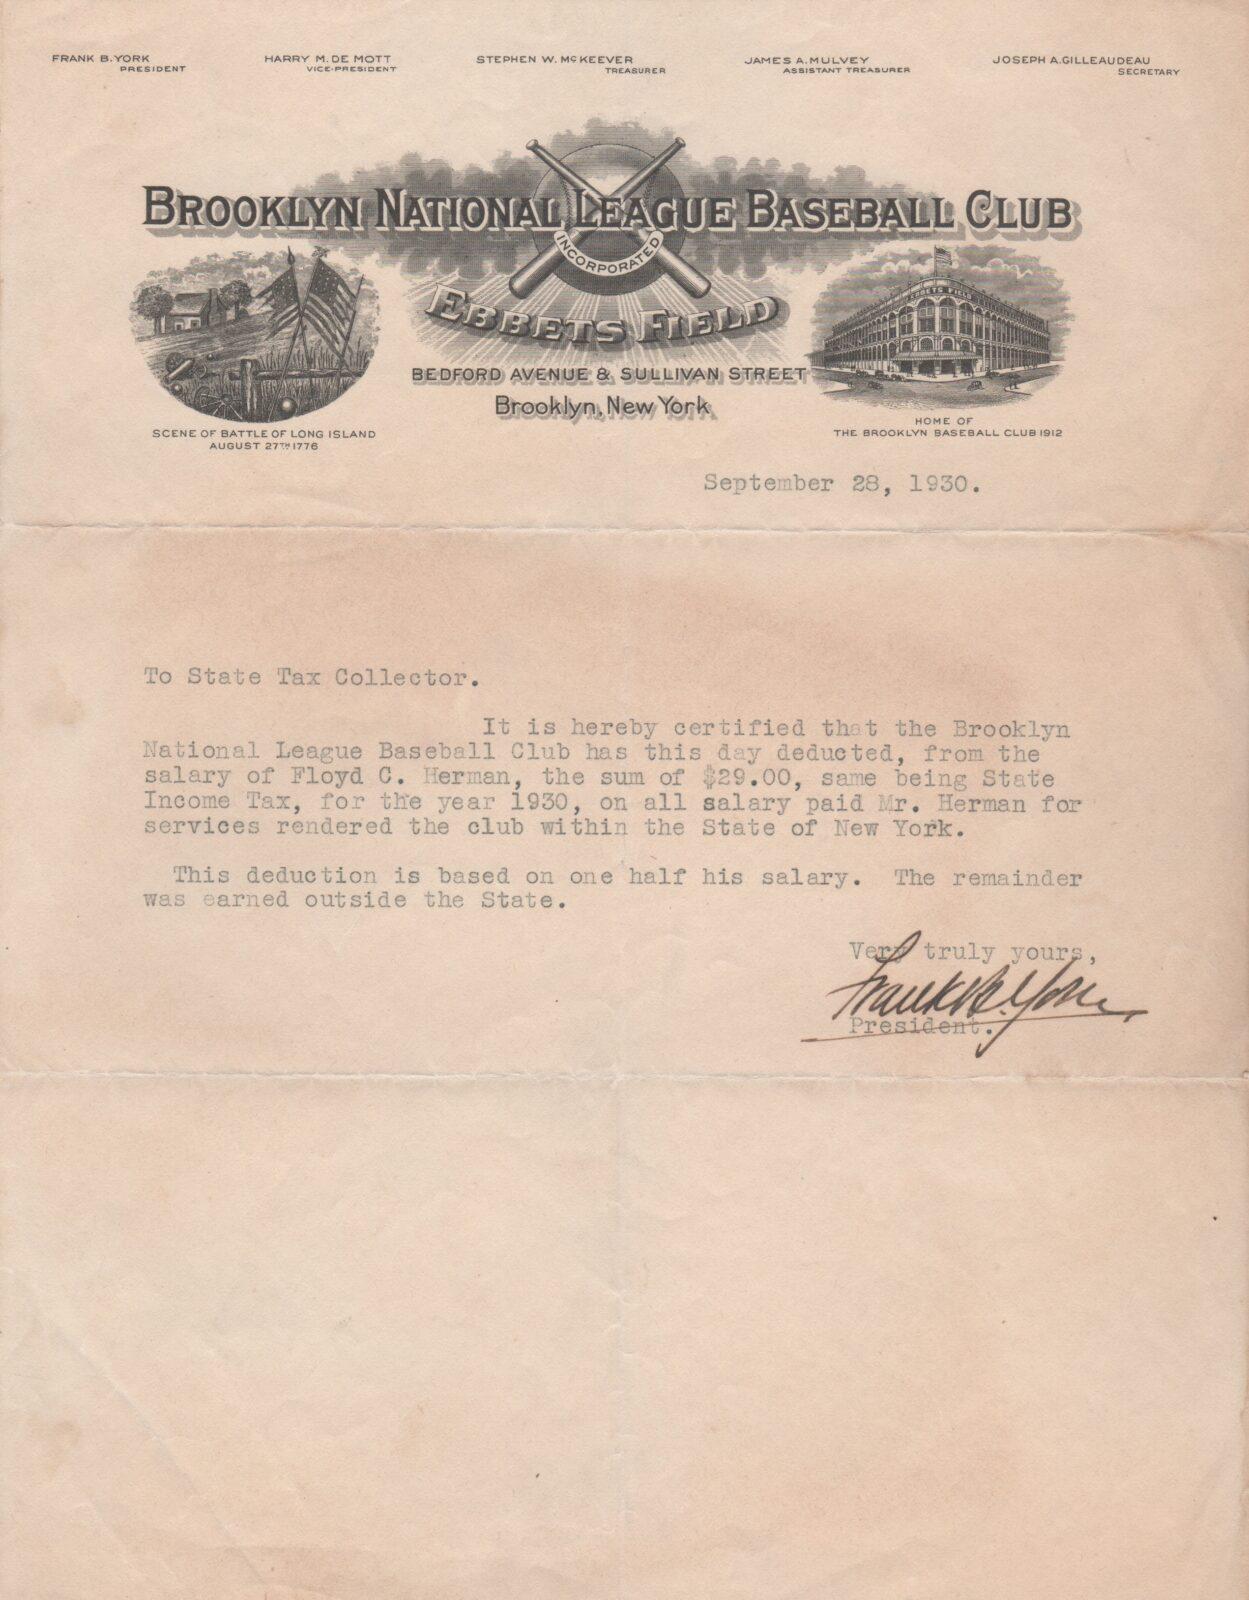 FRANK B. YORK
PRESIDENT
HARRY M. DE MOTT
VICE-PRESIDENT
STEPHEN W. McKEEVER
TREASURER
JAMES A. MULVEY
ASSISTANT TREASURER
JOSEPH A. GILLEAUDEAU
SECRETARY
BROOKLYN NATIONAL LEAGUE BASEBALL CLUB
INCORPORATED
EBBETS FIELD
BEDFORD AVENUE & SULLIVAN STREET
Brooklyn, New York
SCENE OF BATTLE OF LONG ISLAND
AUGUST 27TH 1776
EBBETS FIELD
HOME OF
THE BROOKLYN BASEBALL CLUB 1912
September 28, 1930.
To State Tax Collector.
It is hereby certified that the Brooklyn
National League Baseball Club has this day deducted, from the
salary of Floyd C. Herman, the sum of $29.00, same being State
Income Tax, for the year 1930, on all salary paid Mr. Herman for
services rendered the club within the State of New York.
This deduction is based on one half his salary. The remainder
was earned outside the State.
Very truly yours,
Frank B. York
President.